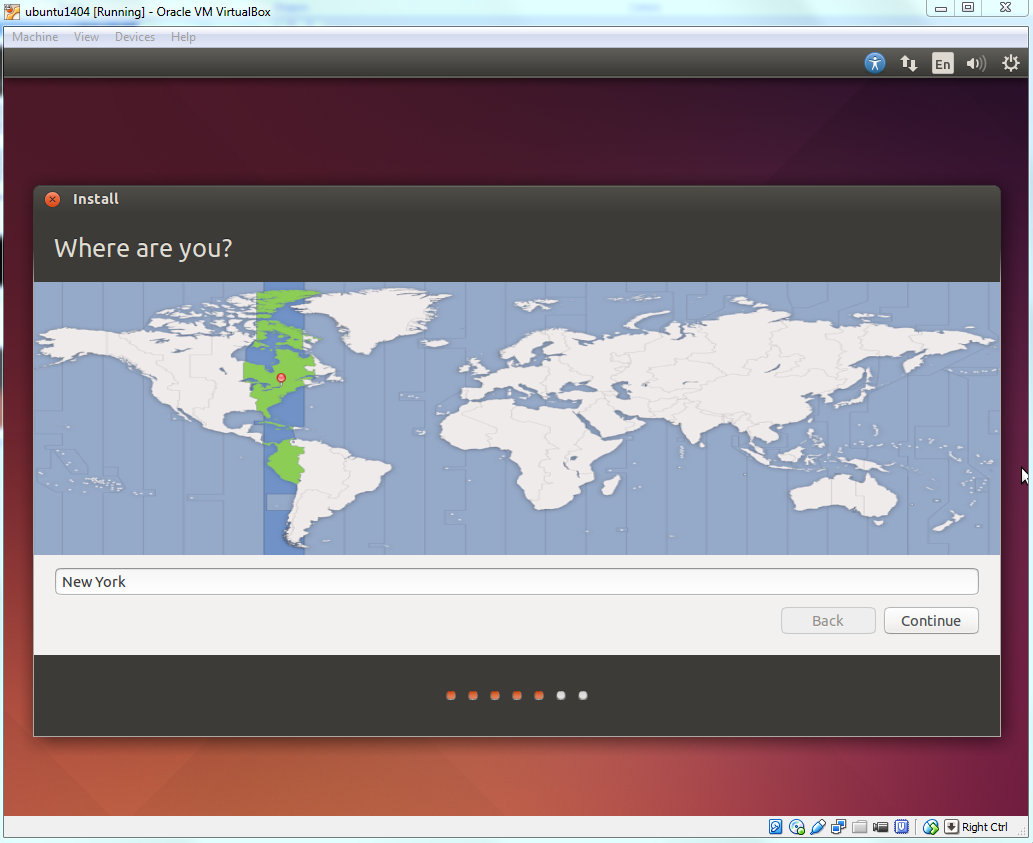 ubuntu1404 [Running] - Oracle VM VirtualBox
Machine View Devices Help
En
Install
Where are you?
New York
Back Continue
Right Ctrl